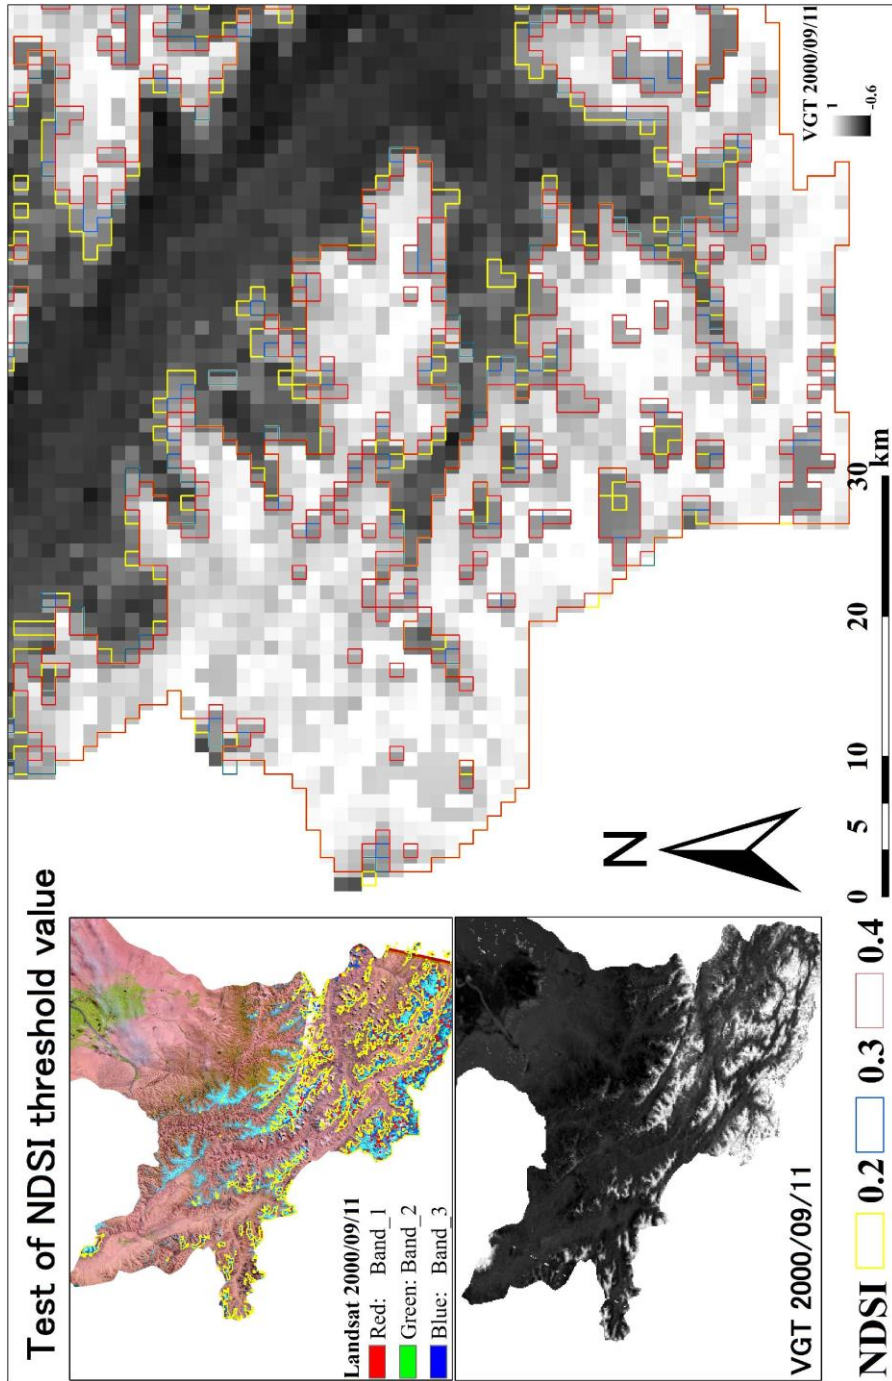 Test of NDSI threshold value
Landsat 2000/09/11
Red: Band_1
Green: Band_2
Blue: Band_3
VGT 2000/09/11
NDSI 0.2 0.3 0.4
N
0 5 10 20 30
km
VGT 2000/09/11
1
-0.6